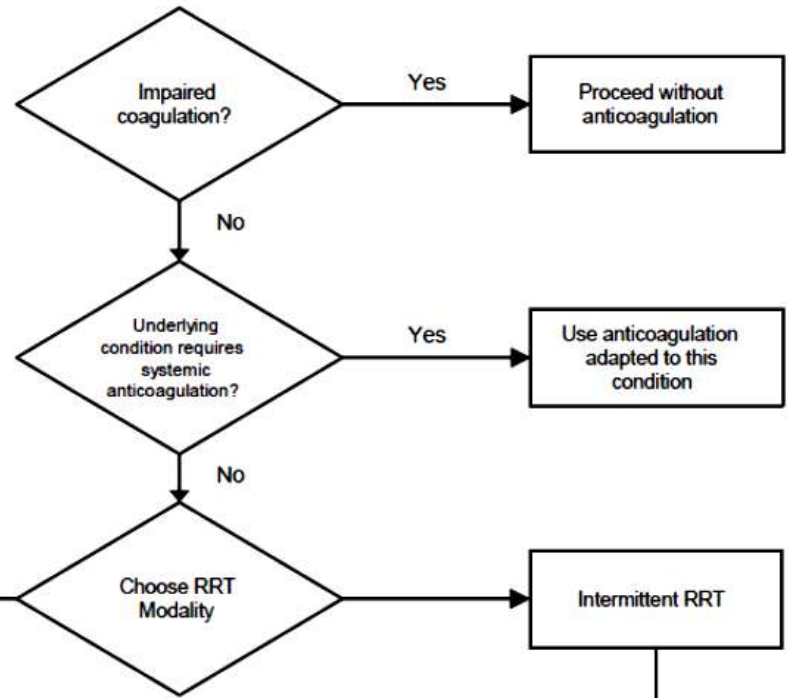 Impaired
coagulation?
Yes
Proceed without
anticoagulation
No
Underlying
condition requires
systemic
anticoagulation?
Yes
Use anticoagulation
adapted to this
condition
No
Choose RRT
Modality
Intermittent RRT